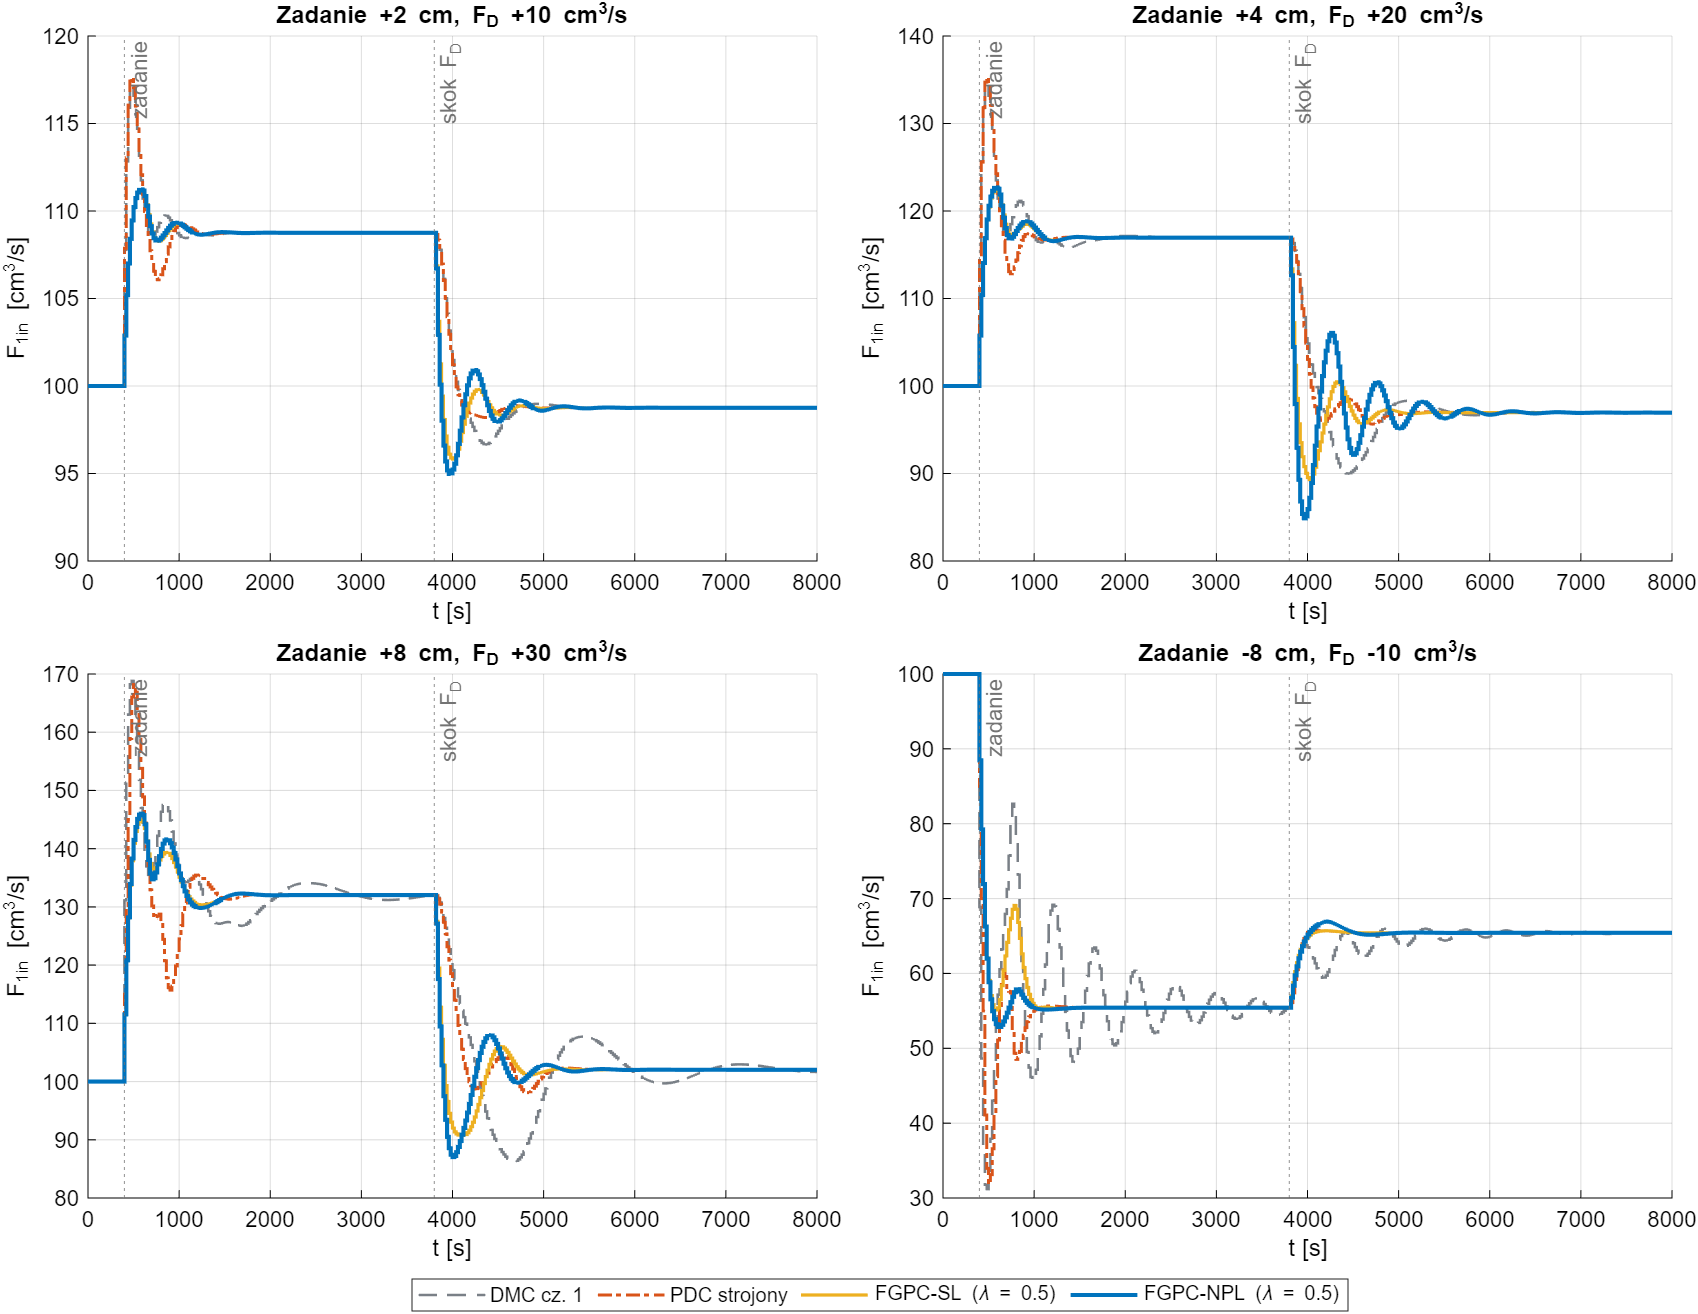 Zadanie +2 cm, F_D +10 cm³/s
120
115
110
105
100
95
90
F_1in [cm³/s]
zadanie
skok F_D
0 1000 2000 3000 4000 5000 6000 7000 8000
t [s]
Zadanie +4 cm, F_D +20 cm³/s
140
130
120
110
100
90
80
F_1in [cm³/s]
zadanie
skok F_D
0 1000 2000 3000 4000 5000 6000 7000 8000
t [s]
Zadanie +8 cm, F_D +30 cm³/s
170
160
150
140
130
120
110
100
90
80
F_1in [cm³/s]
zadanie
skok F_D
0 1000 2000 3000 4000 5000 6000 7000 8000
t [s]
Zadanie -8 cm, F_D -10 cm³/s
100
90
80
70
60
50
40
30
F_1in [cm³/s]
zadanie
skok F_D
0 1000 2000 3000 4000 5000 6000 7000 8000
t [s]
DMC cz. 1 PDC strojony FGPC-SL (λ = 0.5) FGPC-NPL (λ = 0.5)